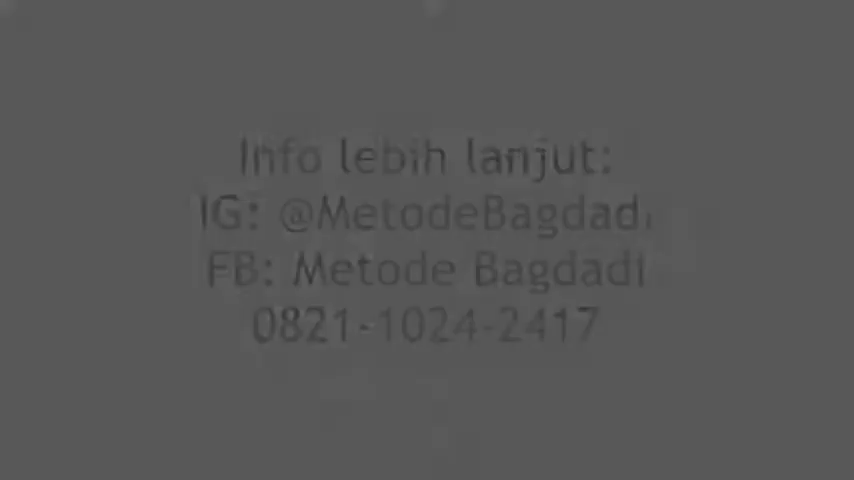 Info lebih lanjut:
IG: @MetodeBagdadi
FB: Metode Bagdadi
0821-1024-2417